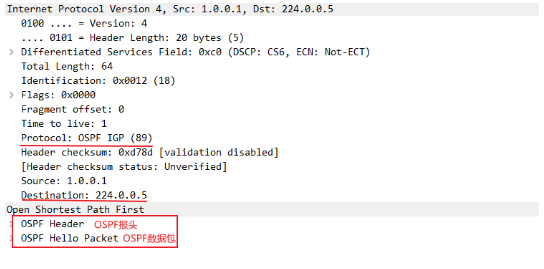 Internet Protocol Version 4, Src: 1.0.0.1, Dst: 224.0.0.5
0100 .... = Version: 4
.... 0101 = Header Length: 20 bytes (5)
Differentiated Services Field: 0xc0 (DSCP: CS6, ECN: Not-ECT)
Total Length: 64
Identification: 0x0012 (18)
Flags: 0x0000
Fragment offset: 0
Time to live: 1
Protocol: OSPF IGP (89)
Header checksum: 0xd78d [validation disabled]
[Header checksum status: Unverified]
Source: 1.0.0.1
Destination: 224.0.0.5
Open Shortest Path First
OSPF Header OSPF报头
OSPF Hello Packet OSPF数据包